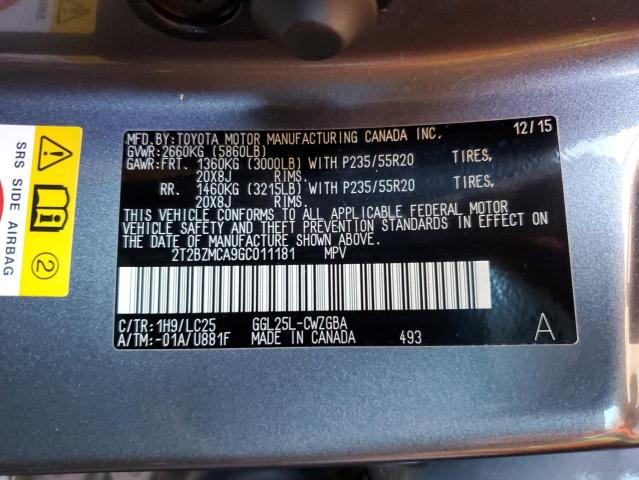 MFD.BY:TOYOTA MOTOR MANUFACTURING CANADA INC. 12/15
GVWR:2660KG (5860LB)
GAWR:FRT. 1360KG (3000LB) WITH P235/55R20 TIRES,
20X8J RIMS.
RR. 1460KG (3215LB) WITH P235/55R20 TIRES,
20X8J RIMS.
THIS VEHICLE CONFORMS TO ALL APPLICABLE FEDERAL MOTOR
VEHICLE SAFETY AND THEFT PREVENTION STANDARDS IN EFFECT ON
THE DATE OF MANUFACTURE SHOWN ABOVE.
2T2BZMCA9GC011181 MPV
C/TR:1H9/LC25 GGL25L-CWZGBA
A/TM:-01A/U881F MADE IN CANADA 493
A
SRS SIDE AIRBAG
2